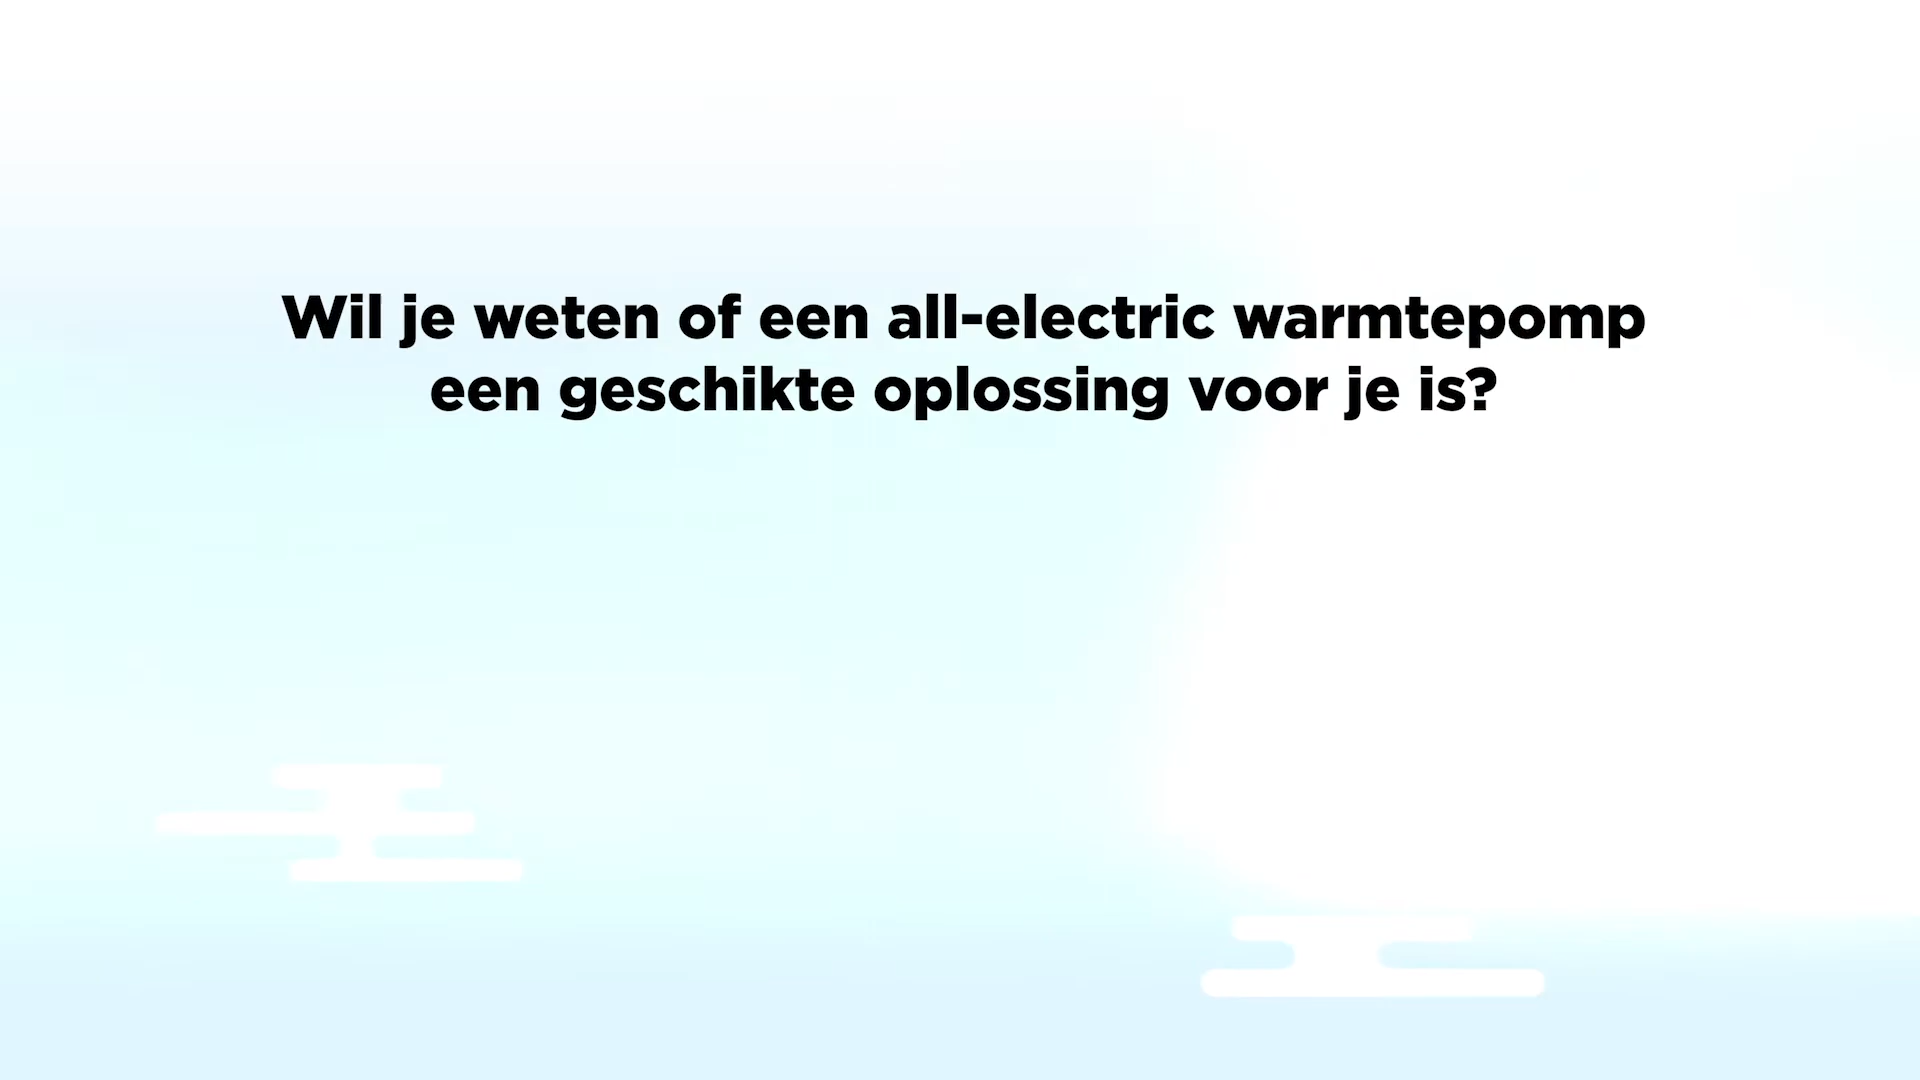 Wil je weten of een all-electric warmtepomp
een geschikte oplossing voor je is?